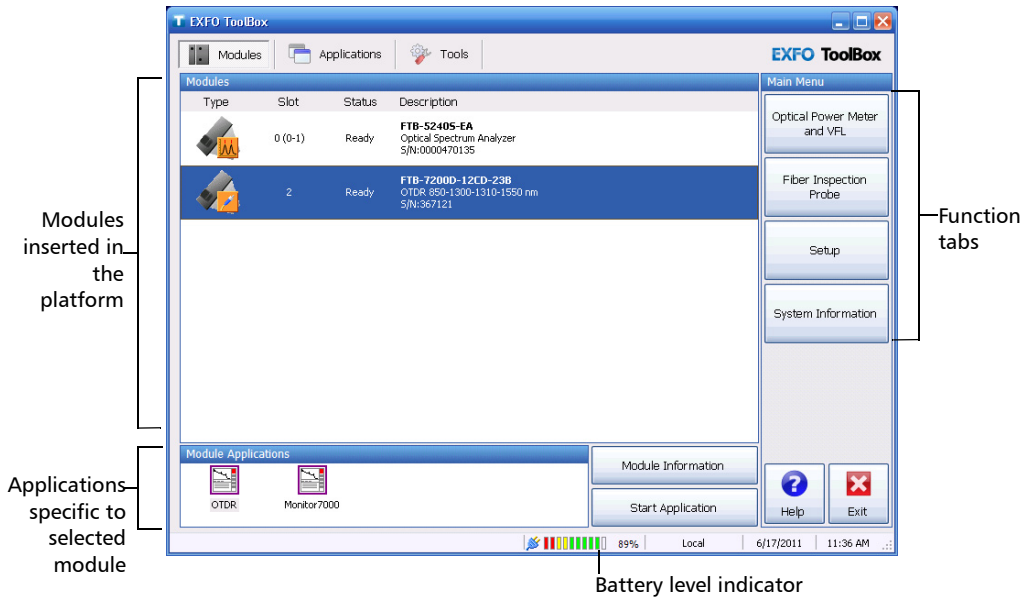 EXFO ToolBox
Modules
Applications
Tools
EXFO ToolBox
Modules
Main Menu
Type Slot Status Description
0 (0-1) Ready
FTB-5240S-EA
Optical Spectrum Analyzer
S/N:0000470135
2 Ready
FTB-7200D-12CD-23B
OTDR 850-1300-1310-1550 nm
S/N:367121
Optical Power Meter
and VFL
Fiber Inspection
Probe
Setup
System Information
Modules
inserted in
the
platform
Function
tabs
Module Applications
OTDR
Monitor7000
Module Information
Start Application
Help
Exit
Applications
specific to
selected
module
89% Local 6/17/2011 11:36 AM
Battery level indicator